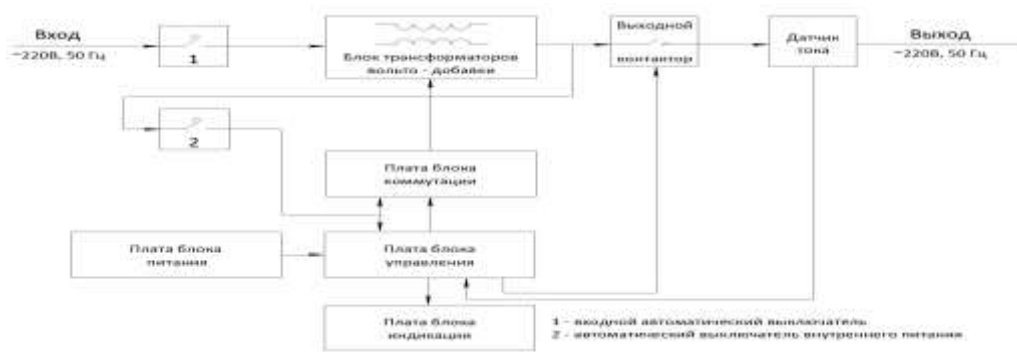 Вход
~220В, 50 Гц
1
Блок трансформаторов
вольто - добавки
Выходной
контактор
Датчик
тока
Выход
~220В, 50 Гц
2
Плата блока
коммутации
Плата блока
питания
Плата блока
управления
Плата блока
индикации
1 - входной автоматический выключатель
2 - автоматический выключатель внутреннего питания